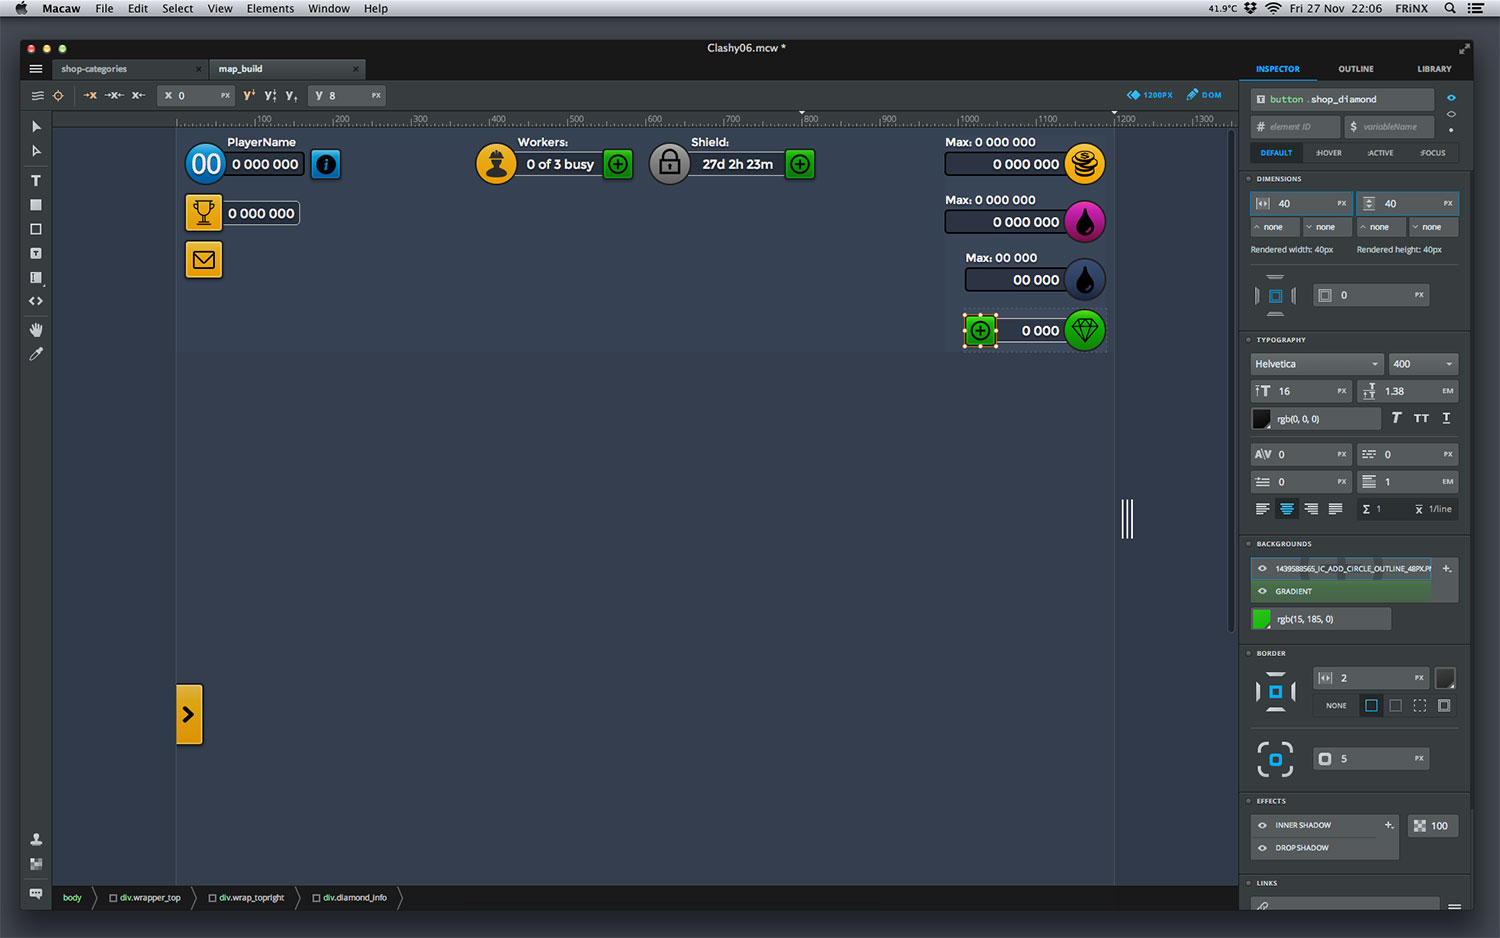 Macaw File Edit Select View Elements Window Help 41.9°C Fri 27 Nov 22:06 FRiNX
Clashy06.mcw *
shop-categories × map_build ×
INSPECTOR OUTLINE LIBRARY
x x x X 0 PX y y y y 8 PX 1200PX DOM
100 200 300 400 500 600 700 800 900 1000 1100 1200 1300
button .shop_diamond
# element ID $ variableName
DEFAULT :HOVER :ACTIVE :FOCUS
PlayerName
00 0 000 000 i
0 000 000
Workers:
0 of 3 busy
Shield:
27d 2h 23m
Max: 0 000 000
0 000 000
Max: 0 000 000
0 000 000
Max: 00 000
00 000
0 000
DIMENSIONS
40 PX 40 PX
none none none none
Rendered width: 40px Rendered height: 40px
0 PX
TYPOGRAPHY
Helvetica 400
T 16 PX T T 1.38 EM
rgb(0, 0, 0) T TT T
A|V 0 PX 0 PX
0 PX 1 EM
Σ 1 x 1/line
BACKGROUNDS
1439588565_IC_ADD_CIRCLE_OUTLINE_48PX.PN
GRADIENT
rgb(15, 185, 0)
BORDER
2 PX
NONE
5 PX
EFFECTS
INNER SHADOW 100
DROP SHADOW
LINKS
T
T
body div.wrapper_top div.wrap_topright div.diamond_info